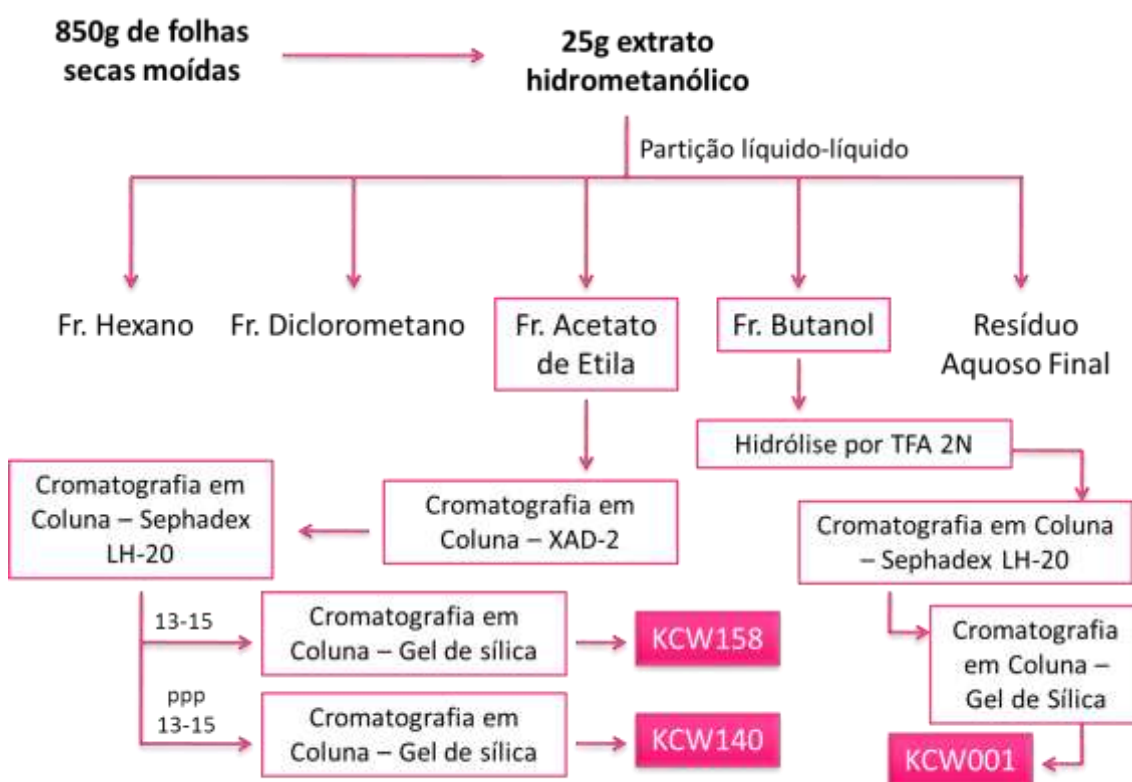 850g de folhas
secas moídas
25g extrato
hidrometanólico
Partição líquido-líquido
Fr. Hexano
Fr. Diclorometano
Fr. Acetato
de Etila
Fr. Butanol
Resíduo
Aquoso Final
Hidrólise por TFA 2N
Cromatografia em
Coluna – Sephadex
LH-20
Cromatografia em
Coluna – XAD-2
Cromatografia em Coluna
– Sephadex LH-20
13-15
Cromatografia em
Coluna – Gel de sílica
KCW158
Cromatografia
em Coluna –
Gel de Sílica
ppp
13-15
Cromatografia em
Coluna – Gel de sílica
KCW140
KCW001